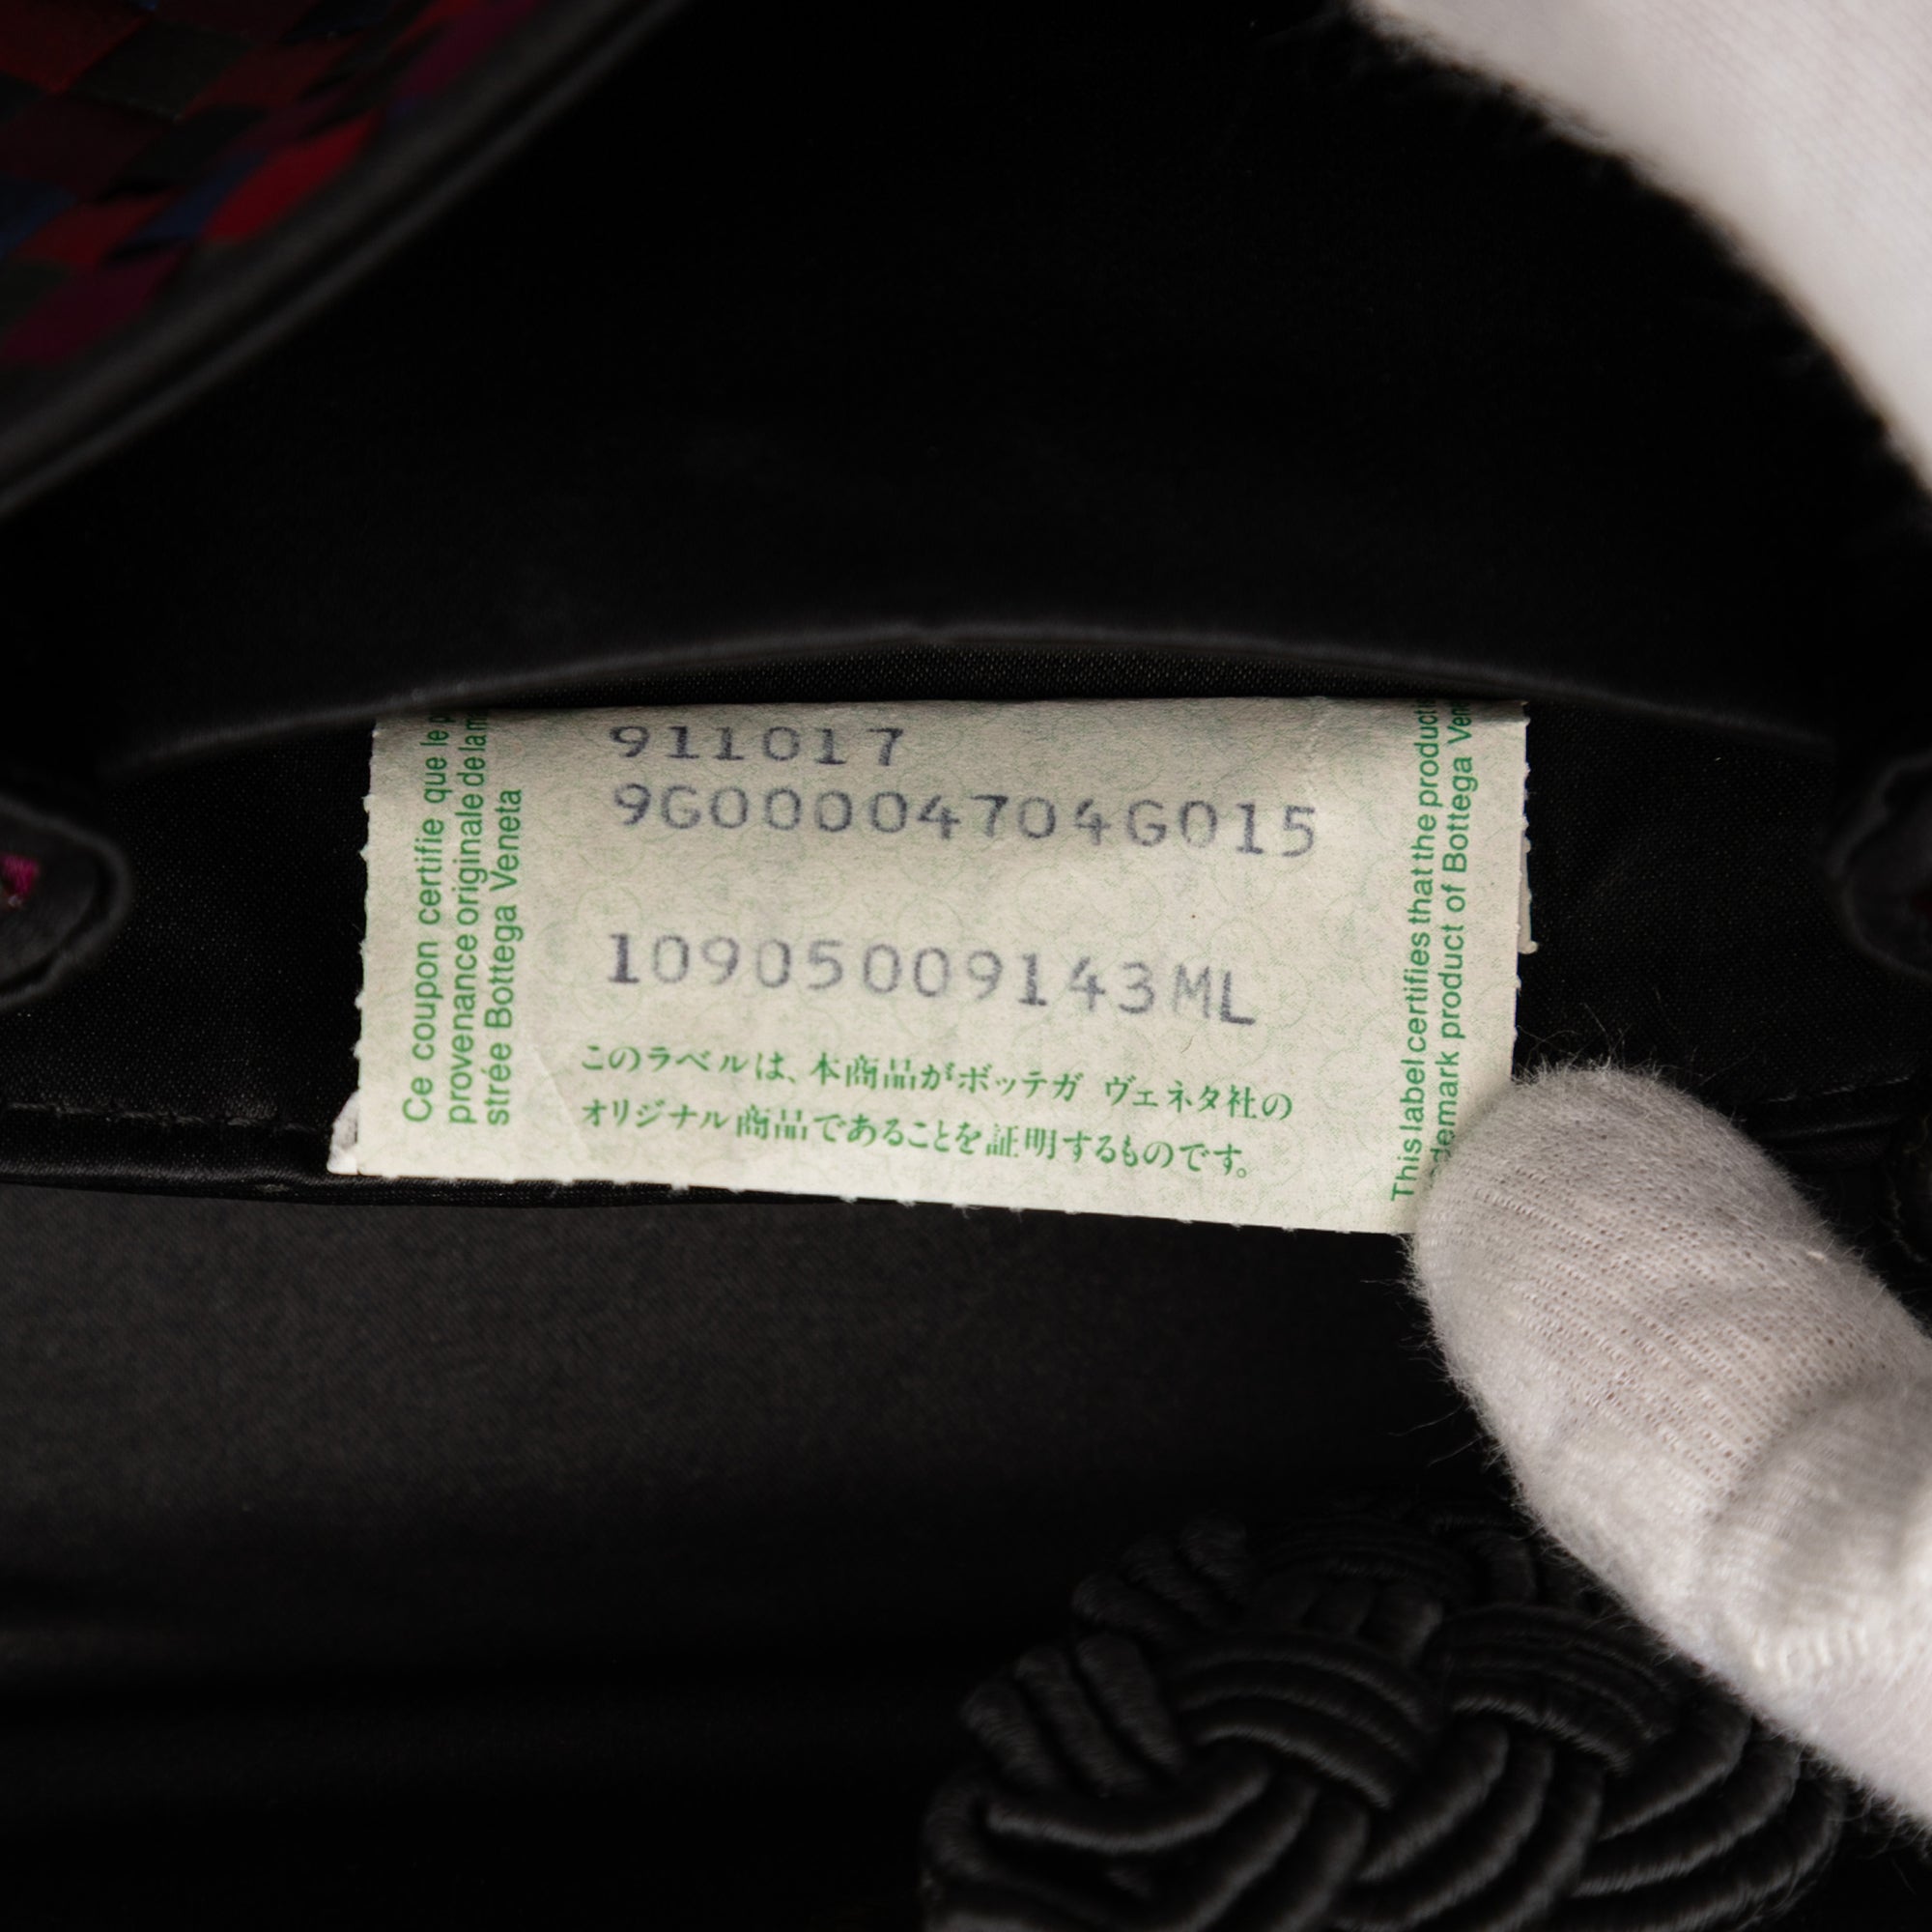 911017
9G00004704G015
10905009143ML
このラベルは、本商品がボッテガ ヴェネタ社の
オリジナル商品であることを証明するものです。
Ce coupon certifie que le
provenance originale de la
strée Bottega Veneta
This label certifies that the product
product of Bottega